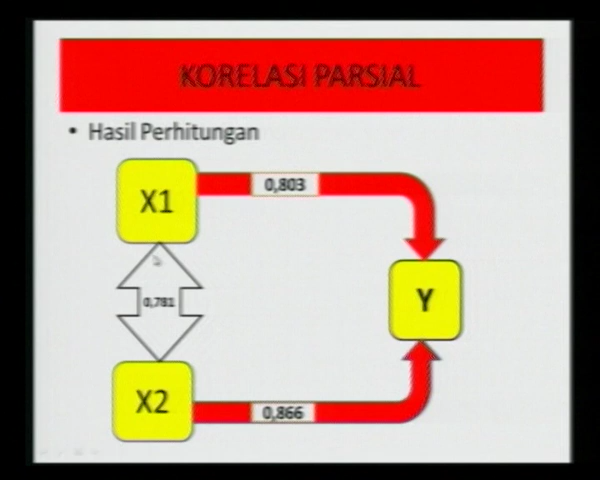 KORELASI PARSIAL
• Hasil Perhitungan
X1
0,803
0,781
Y
X2
0,866